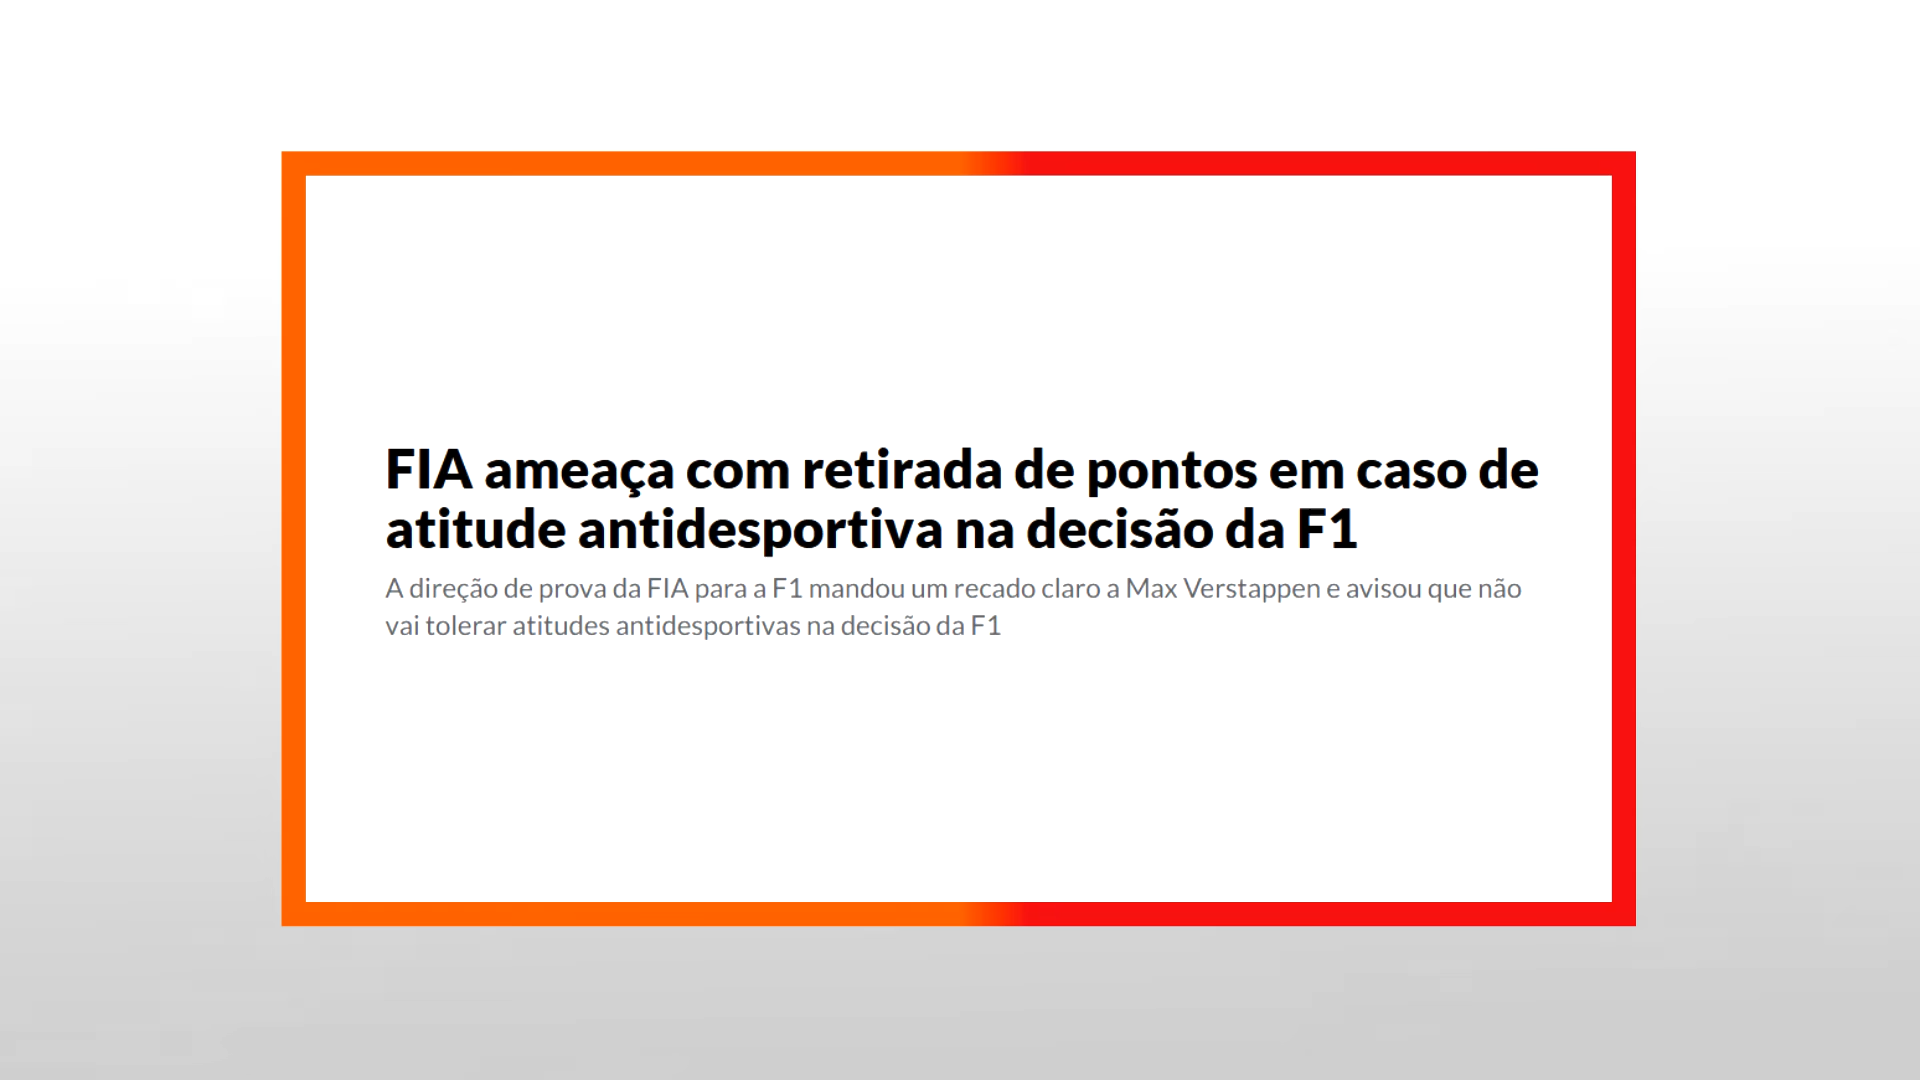 FIA ameaça com retirada de pontos em caso de
atitude antidesportiva na decisão da F1
A direção de prova da FIA para a F1 mandou um recado claro a Max Verstappen e avisou que não
vai tolerar atitudes antidesportivas na decisão da F1